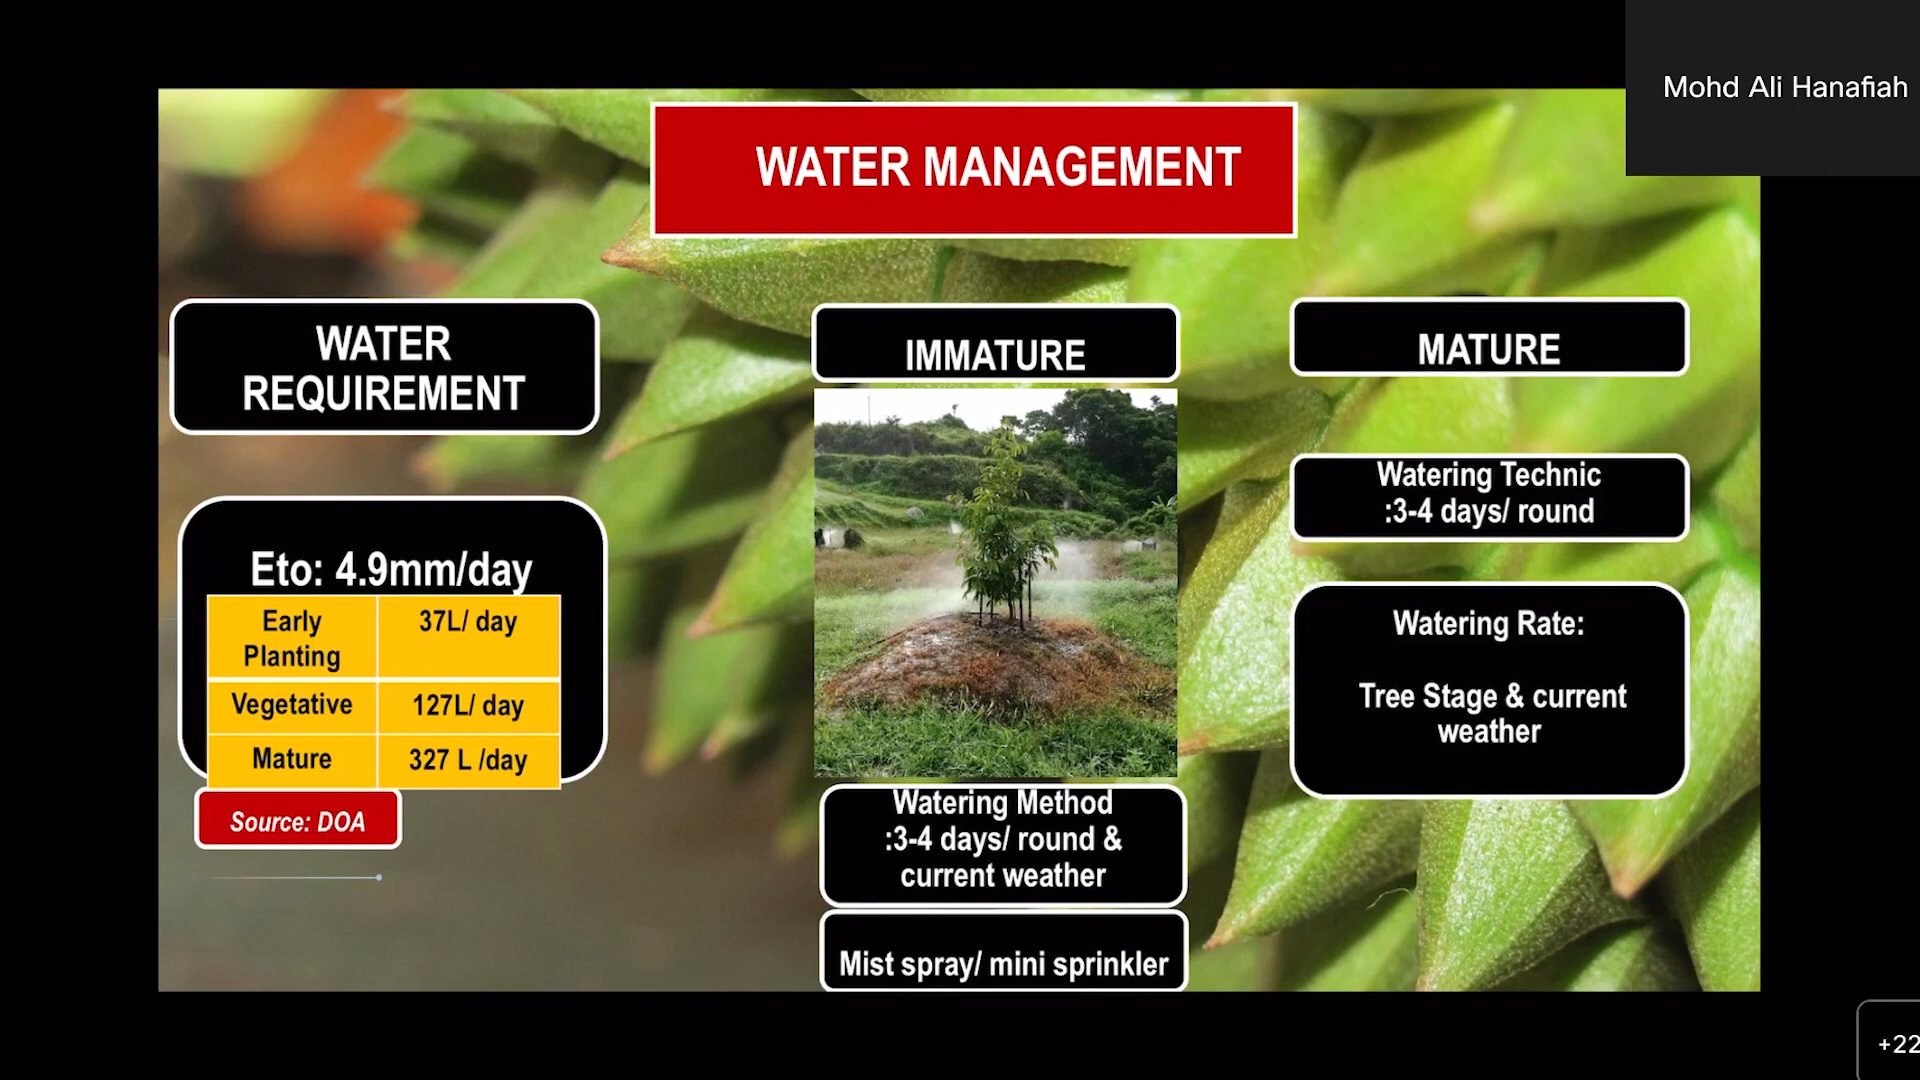 Mohd Ali Hanafiah
WATER MANAGEMENT
WATER
REQUIREMENT
Eto: 4.9mm/day
Early
Planting
37L/ day
Vegetative
127L/ day
Mature
327 L /day
Source: DOA
IMMATURE
Watering Method
:3-4 days/ round &
current weather
Mist spray/ mini sprinkler
MATURE
Watering Technic
:3-4 days/ round
Watering Rate:
Tree Stage & current
weather
+22